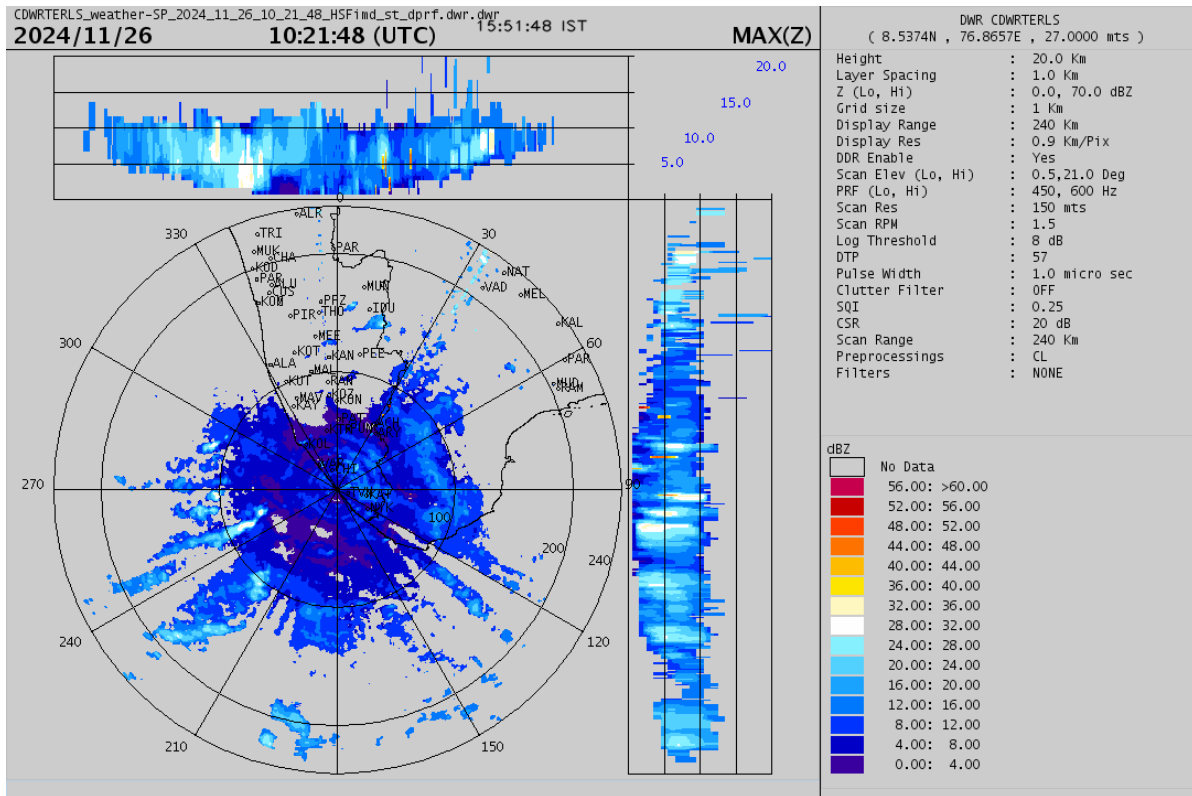 CDWRTERLS_weather-SP_2024_11_26_10_21_48_HSFimd_st_dprf.dwr.dwr
15:51:48 IST
2024/11/26 10:21:48 (UTC) MAX(Z)
20.0
15.0
10.0
5.0
0
ALR
330
TRI
30
MUK
PAR
CHA
KOD
NAT
PAR
ALU
MUN
VAD
MEL
CUS
KOM
PFZ
PIR
THO
IDU
KAL
MEE
300
60
KOT
KAN
PEE
PAR
ALA
MAL
KUT
RAN
MUD
RAM
MAV
KOZ
KAY
KON
270
90
100
200
240
240
120
210
150
DWR CDWRTERLS
( 8.5374N , 76.8657E , 27.0000 mts )
Height : 20.0 Km
Layer Spacing : 1.0 Km
Z (Lo, Hi) : 0.0, 70.0 dBZ
Grid size : 1 Km
Display Range : 240 Km
Display Res : 0.9 Km/Pix
DDR Enable : Yes
Scan Elev (Lo, Hi) : 0.5,21.0 Deg
PRF (Lo, Hi) : 450, 600 Hz
Scan Res : 150 mts
Scan RPM : 1.5
Log Threshold : 8 dB
DTP : 57
Pulse Width : 1.0 micro sec
Clutter Filter : OFF
SQI : 0.25
CSR : 20 dB
Scan Range : 240 Km
Preprocessings : CL
Filters : NONE
dBZ
No Data
56.00: >60.00
52.00: 56.00
48.00: 52.00
44.00: 48.00
40.00: 44.00
36.00: 40.00
32.00: 36.00
28.00: 32.00
24.00: 28.00
20.00: 24.00
16.00: 20.00
12.00: 16.00
8.00: 12.00
4.00: 8.00
0.00: 4.00